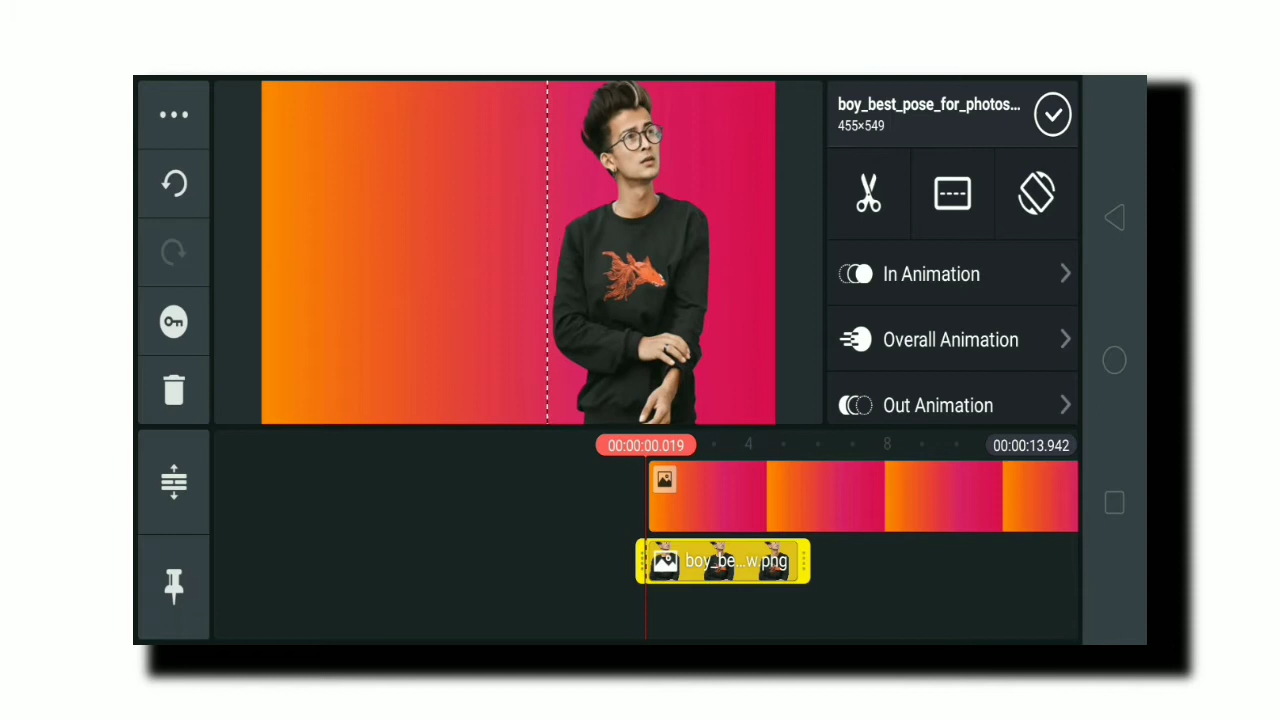 boy_best_pose_for_photos...
455×549
In Animation
Overall Animation
Out Animation
00:00:00.019
4
8
00:00:13.942
boy_be...w.png